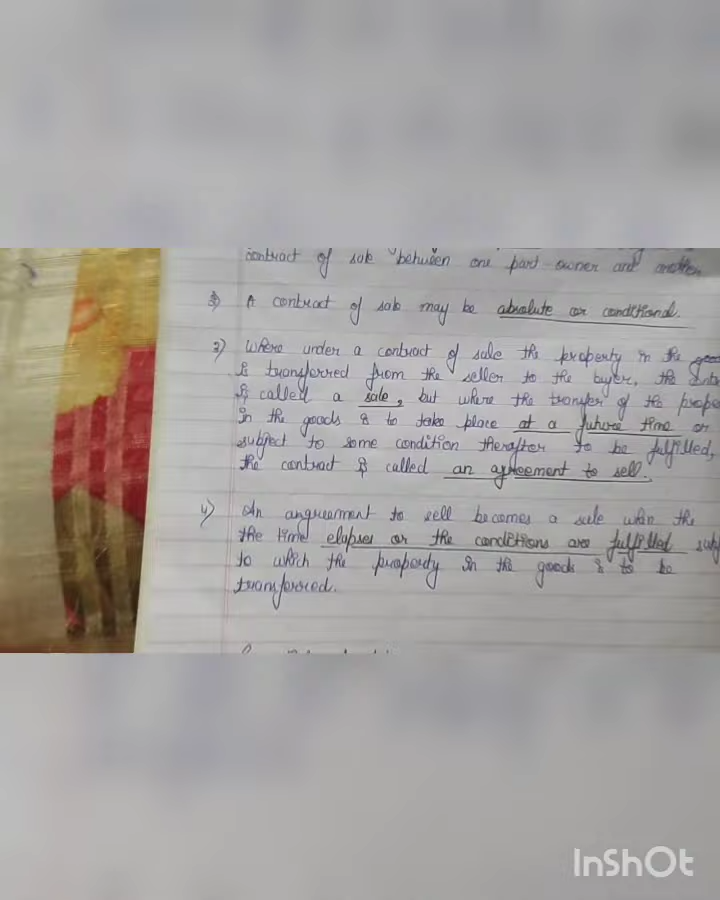 contract of sale between one part-owner and another
A contract of sale may be absolute or conditional.
3) Where under a contract of sale the property in the goods
is transferred from the seller to the buyer, the
is called a sale, but where the transfer of the
in the goods is to take place at a future time or
subject to some condition therafter to be fulfilled,
the contract is called an agreement to sell.
4) An angreement to sell becomes a sale when the
the time elapses or the conditions are fulfilled
to which the property in the goods is to be
transferred.
InShOt